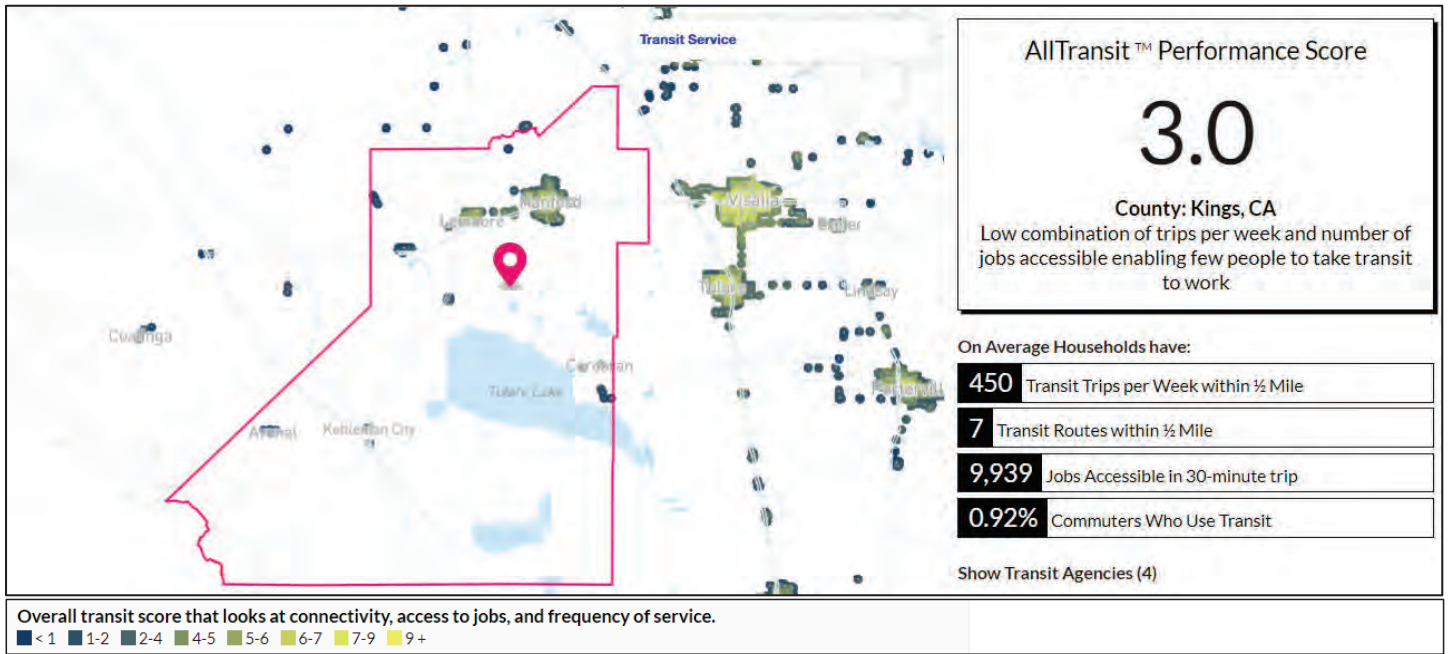 Transit Service
Hanford
Lemoore
Visalia
Tulare
Lindsay
Coalinga
Corcoran
Tulare Lake
Avenal
Kettleman City
AllTransit ™ Performance Score
3.0
County: Kings, CA
Low combination of trips per week and number of
jobs accessible enabling few people to take transit
to work
On Average Households have:
450 Transit Trips per Week within ½ Mile
7 Transit Routes within ½ Mile
9,939 Jobs Accessible in 30-minute trip
0.92% Commuters Who Use Transit
Show Transit Agencies (4)
Overall transit score that looks at connectivity, access to jobs, and frequency of service.
< 1 1-2 2-4 4-5 5-6 6-7 7-9 9 +